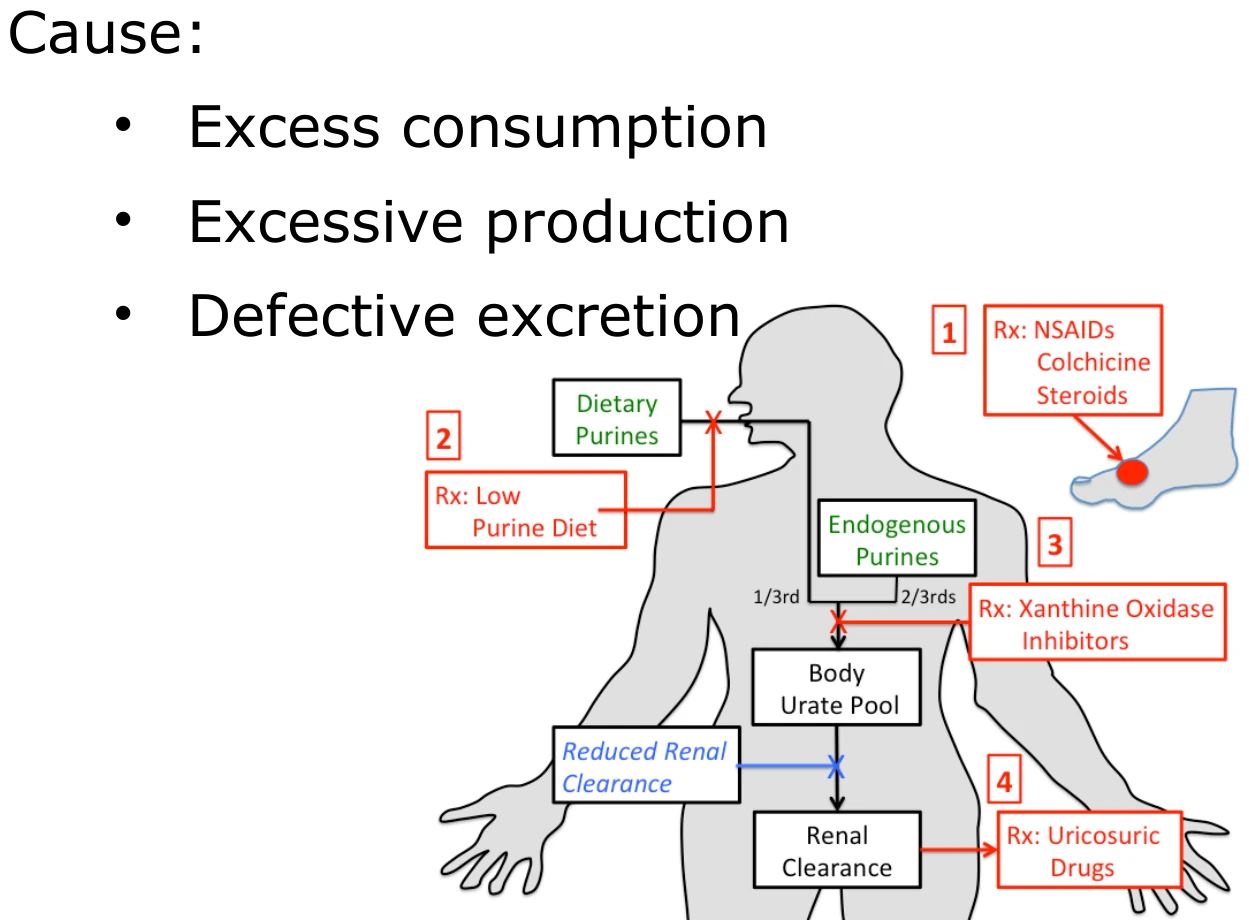 Cause:
• Excess consumption
• Excessive production
• Defective excretion
1
Rx: NSAIDs
Colchicine
Steroids
Dietary
Purines
2
Rx: Low
Purine Diet
Endogenous
Purines
3
1/3rd
2/3rds
Rx: Xanthine Oxidase
Inhibitors
Body
Urate Pool
Reduced Renal
Clearance
4
Renal
Clearance
Rx: Uricosuric
Drugs